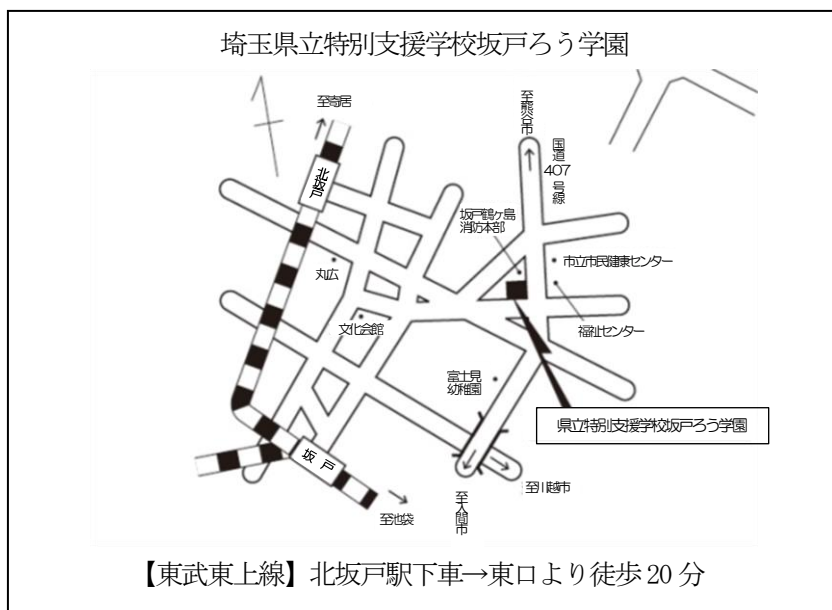 埼玉県立特別支援学校坂戸ろう学園
至寄居
至熊谷市
国道
407
号線
北坂戸
坂戸鶴ヶ島
消防本部
市立市民健康センター
丸広
文化会館
福祉センター
富士見
幼稚園
県立特別支援学校坂戸ろう学園
坂戸
至川越市
至入間市
至池袋
【東武東上線】北坂戸駅下車→東口より徒歩20分